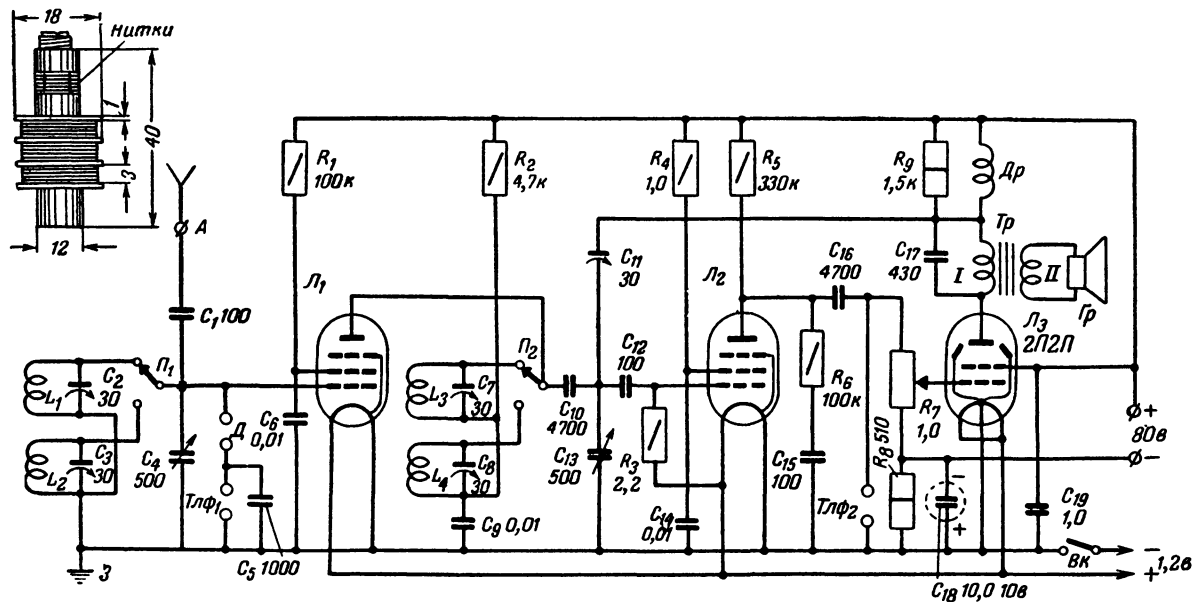 18
нитки
1
40
3
12
А
C₁ 100
П₁
L₁
C₂
30
L₂
C₃
30
C₄
500
З
Д
Тлф₁
C₅ 1000
C₆
0,01
R₁
100к
Л₁
R₂
4,7к
L₃
C₇
30
L₄
C₈
30
C₉ 0,01
П₂
C₁₀
4700
C₁₁
30
C₁₂
100
C₁₃
500
R₃
2,2
R₄
1,0
R₅
330к
Л₂
C₁₄
0,01
C₁₅
100
R₆
100к
C₁₆
4700
Тлф₂
R₇
1,0
R₈ 510
R₉
1,5к
C₁₇
430
Др
Тр
I
II
Гр
Л₃
2П2П
+
80в
−
−
+
C₁₈ 10,0 10в
C₁₉
1,0
Вк
−
1,2в
+